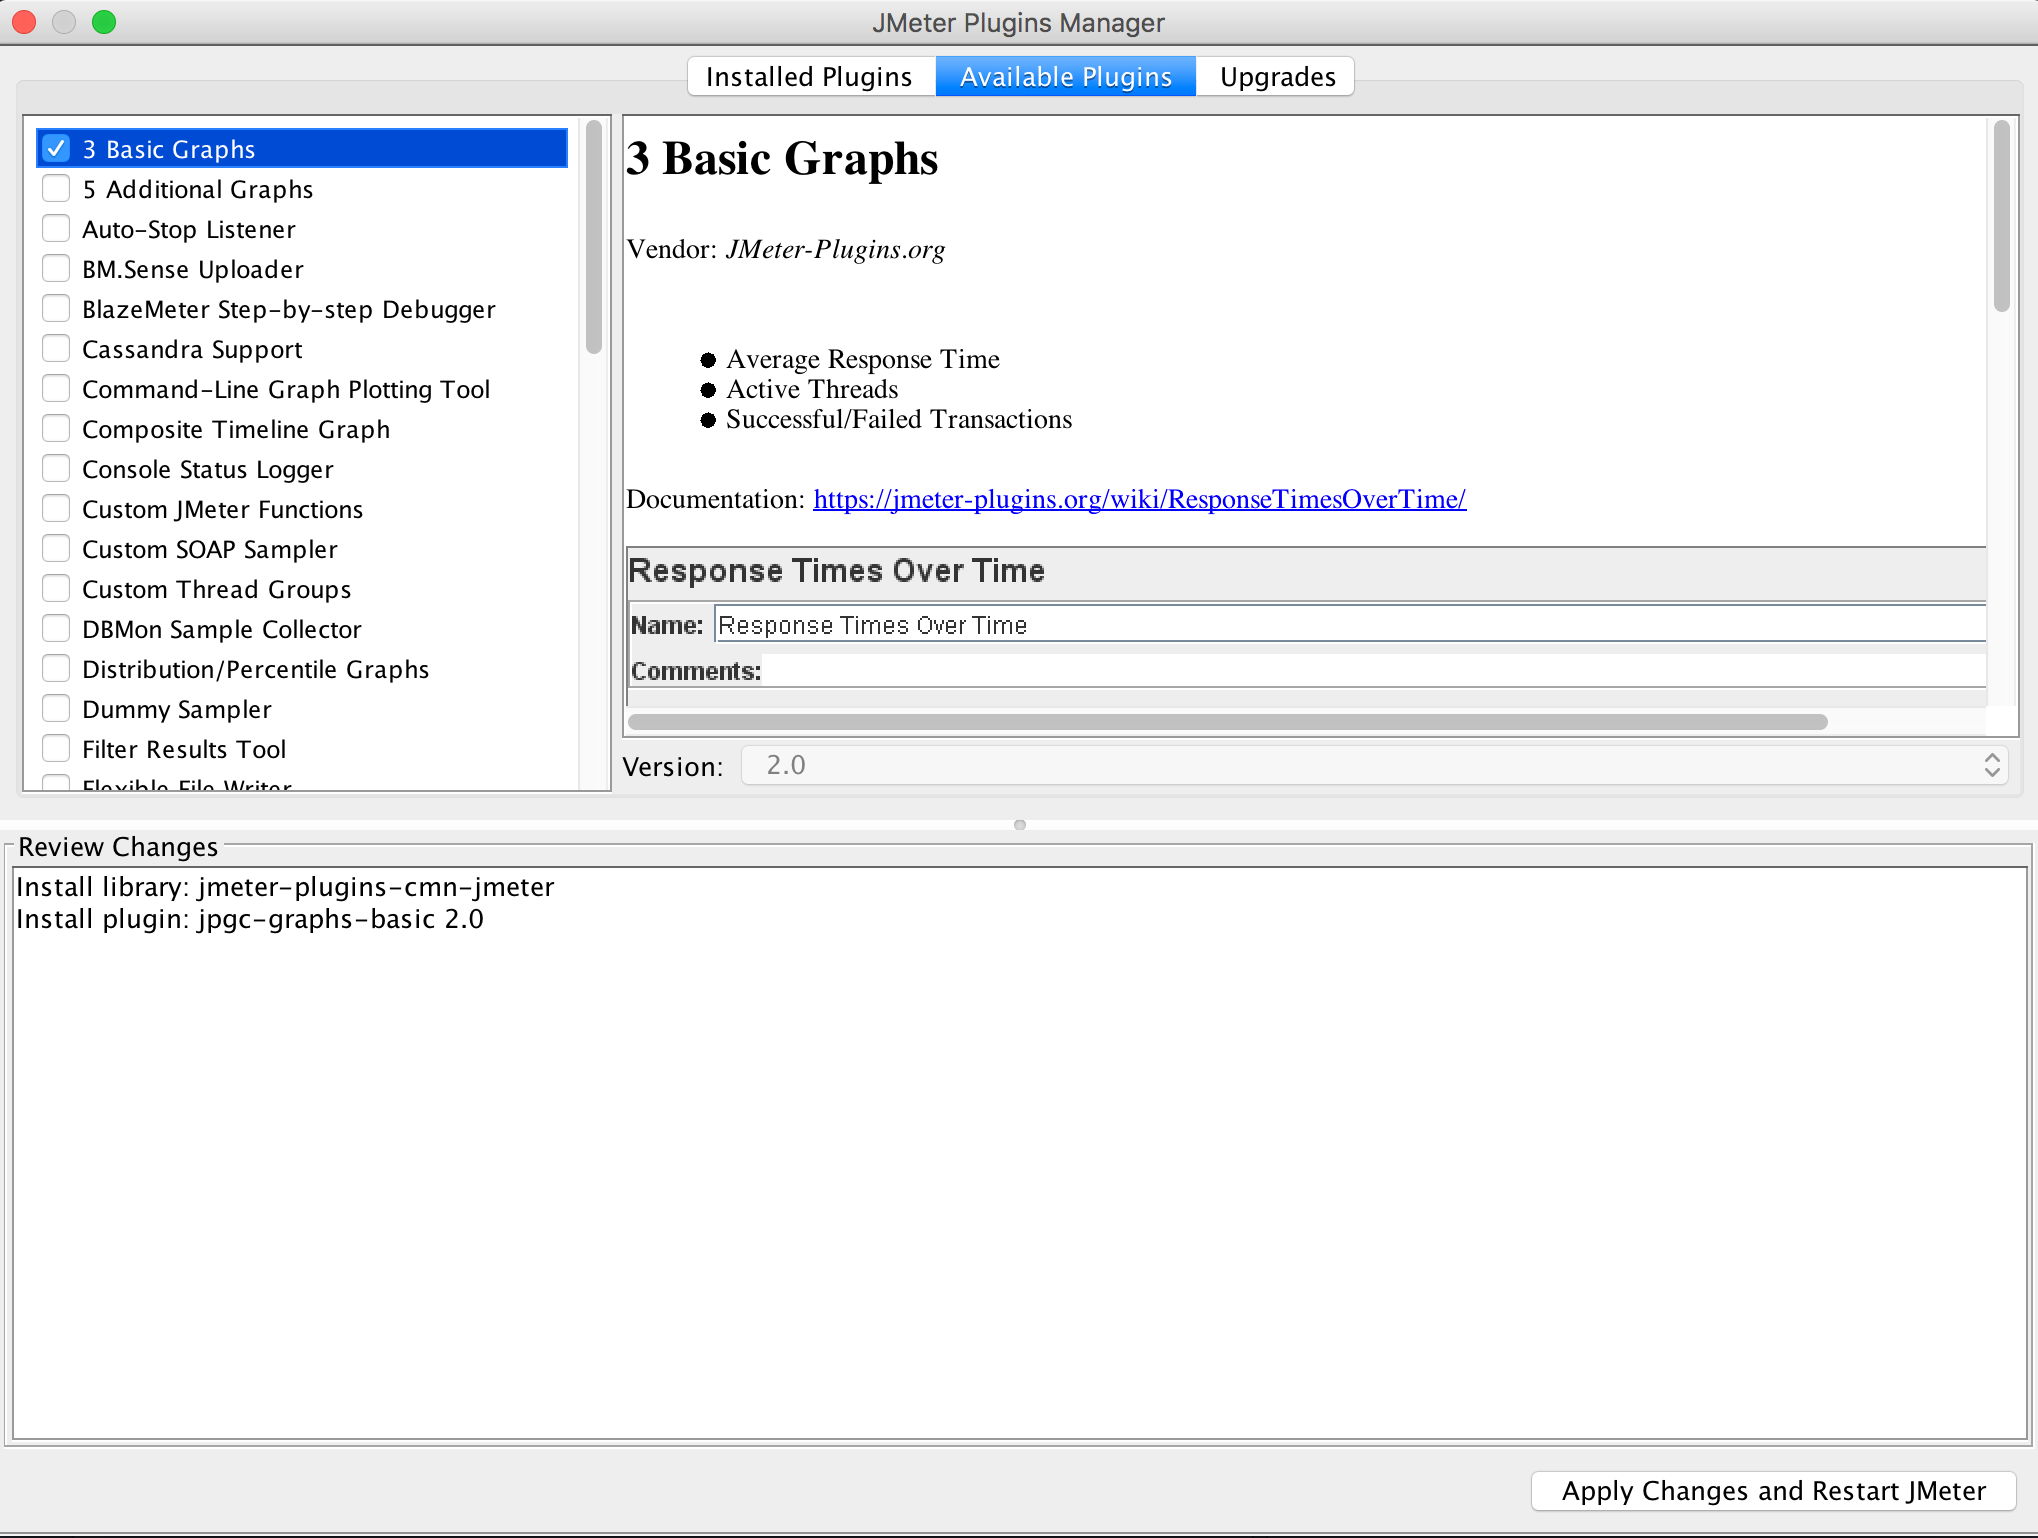 JMeter Plugins Manager
Installed Plugins
Available Plugins
Upgrades
3 Basic Graphs
5 Additional Graphs
Auto-Stop Listener
BM.Sense Uploader
BlazeMeter Step-by-step Debugger
Cassandra Support
Command-Line Graph Plotting Tool
Composite Timeline Graph
Console Status Logger
Custom JMeter Functions
Custom SOAP Sampler
Custom Thread Groups
DBMon Sample Collector
Distribution/Percentile Graphs
Dummy Sampler
Filter Results Tool
Flexible File Writer
3 Basic Graphs
Vendor: JMeter-Plugins.org
Average Response Time
Active Threads
Successful/Failed Transactions
Documentation: https://jmeter-plugins.org/wiki/ResponseTimesOverTime/
Response Times Over Time
Name: Response Times Over Time
Comments:
Version: 2.0
Review Changes
Install library: jmeter-plugins-cmn-jmeter
Install plugin: jpgc-graphs-basic 2.0
Apply Changes and Restart JMeter